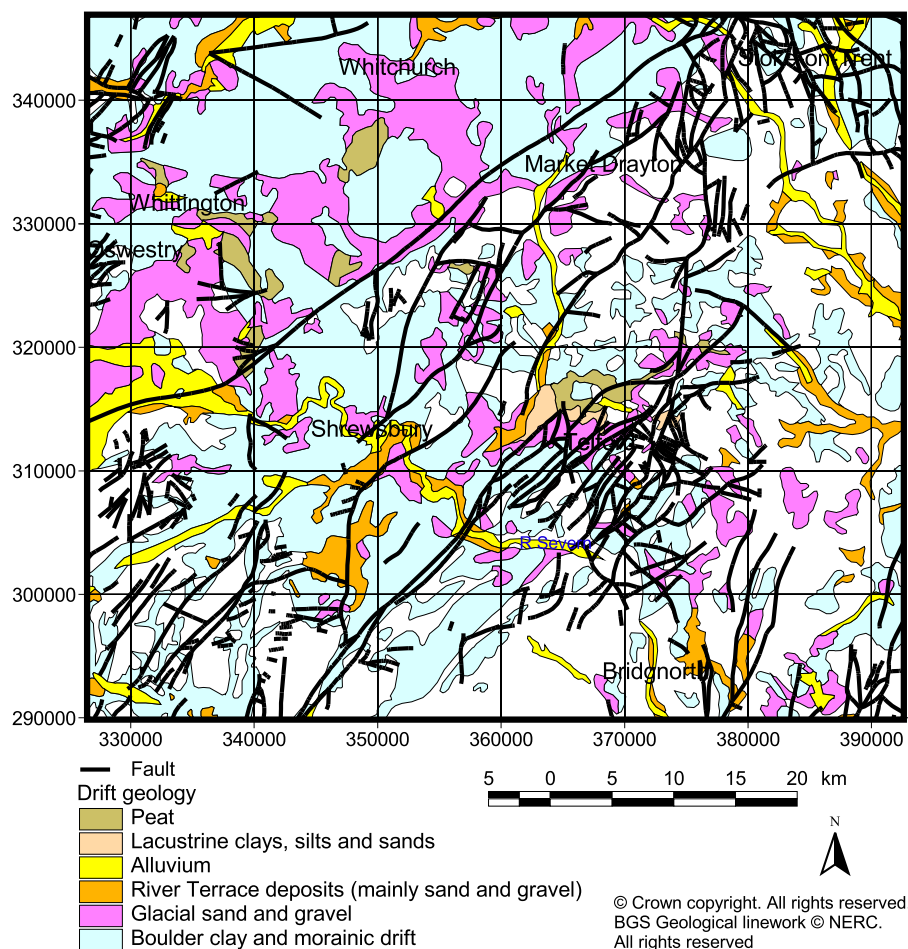 Whitchurch
Stoke-on-Trent
340000
Market Drayton
Whittington
330000
Oswestry
320000
Shrewsbury
Telford
310000
R Severn
300000
Bridgnorth
290000
330000 340000 350000 360000 370000 380000 390000
Fault
Drift geology
5 0 5 10 15 20 km
Peat
Lacustrine clays, silts and sands
Alluvium
River Terrace deposits (mainly sand and gravel)
Glacial sand and gravel
Boulder clay and morainic drift
N
© Crown copyright. All rights reserved
BGS Geological linework © NERC.
All rights reserved